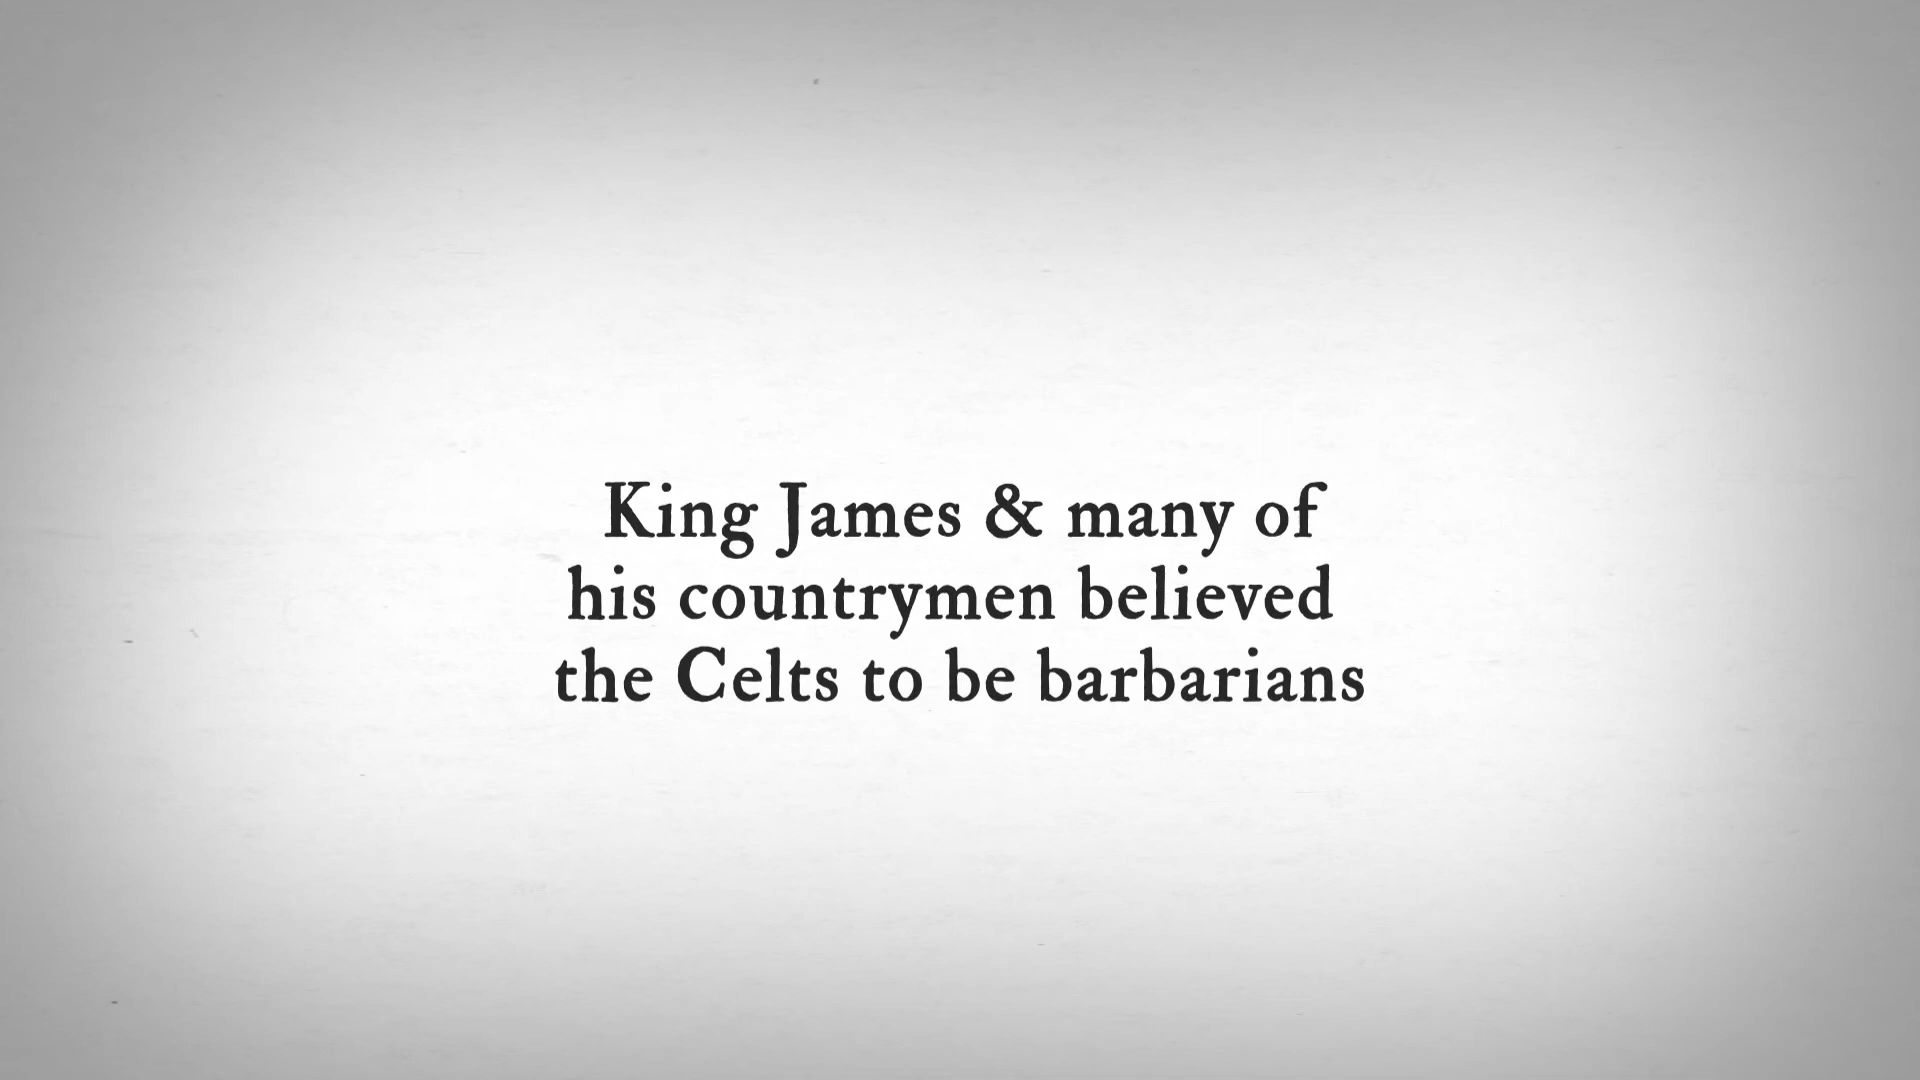 King James & many of
his countrymen believed
the Celts to be barbarians